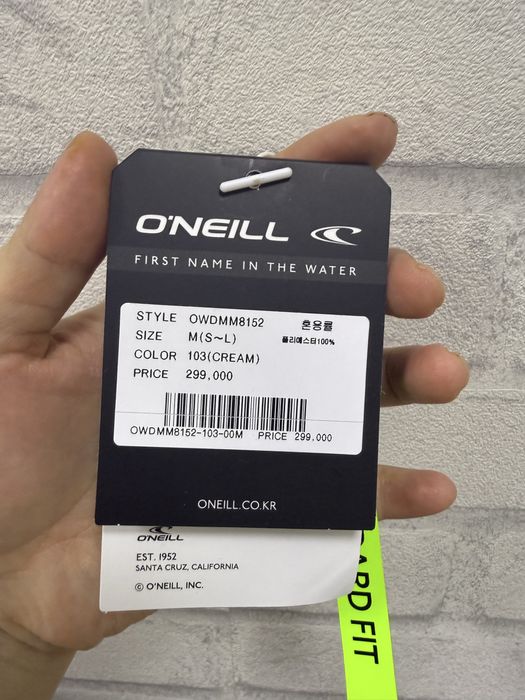 O'NEILL
FIRST NAME IN THE WATER
STYLE OWDMM8152 혼용률
SIZE M(S~L) 폴리에스터100%
COLOR 103(CREAM)
PRICE 299,000
OWDMM8152-103-00M PRICE 299,000
ONEILL.CO.KR
O'NEILL
EST. 1952
SANTA CRUZ, CALIFORNIA
© O'NEILL, INC.
ARD FIT